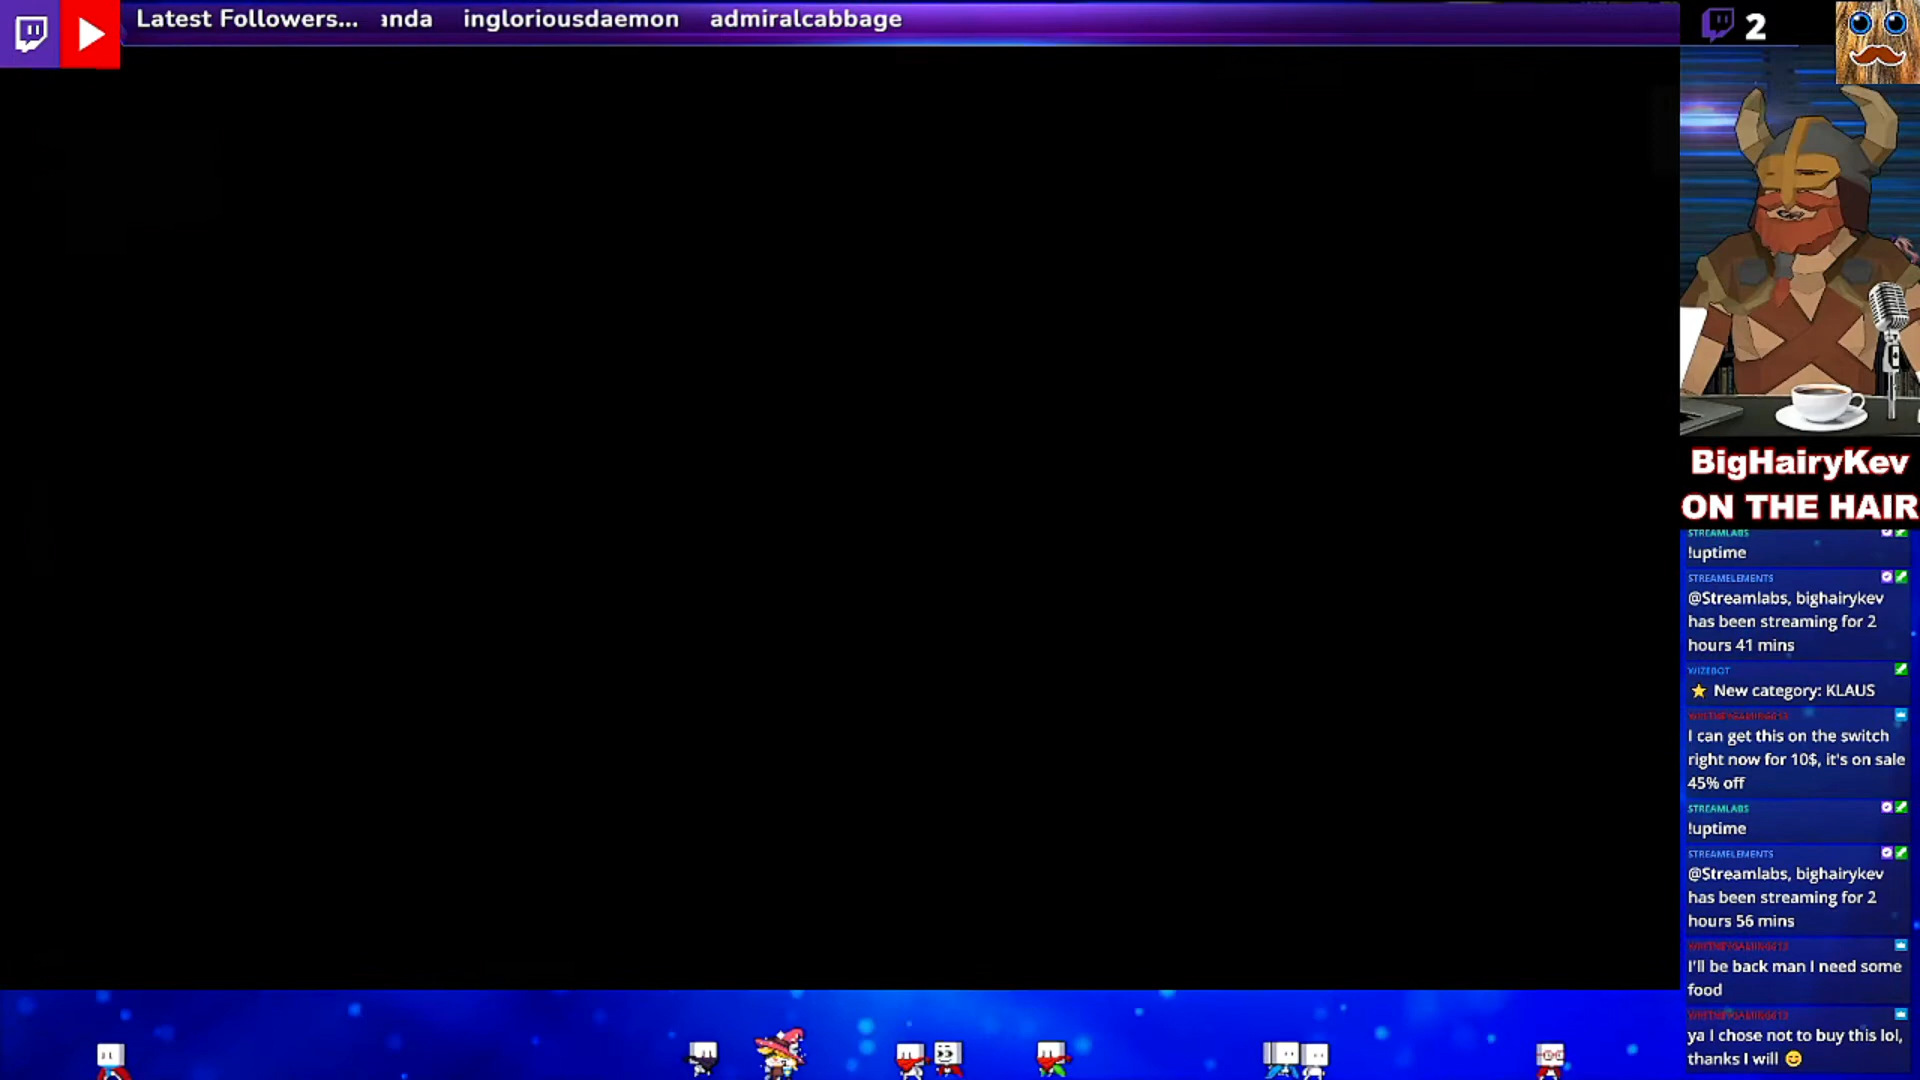 Latest Followers... anda ingloriousdaemon admiralcabbage
2
BigHairyKev
ON THE HAIR
STREAMLABS
!uptime
STREAMELEMENTS
@Streamlabs, bighairykev
has been streaming for 2
hours 41 mins
WIZEBOT
New category: KLAUS
I can get this on the switch
right now for 10$, it's on sale
45% off
STREAMLABS
!uptime
STREAMELEMENTS
@Streamlabs, bighairykev
has been streaming for 2
hours 56 mins
I'll be back man I need some
food
ya I chose not to buy this lol,
thanks I will